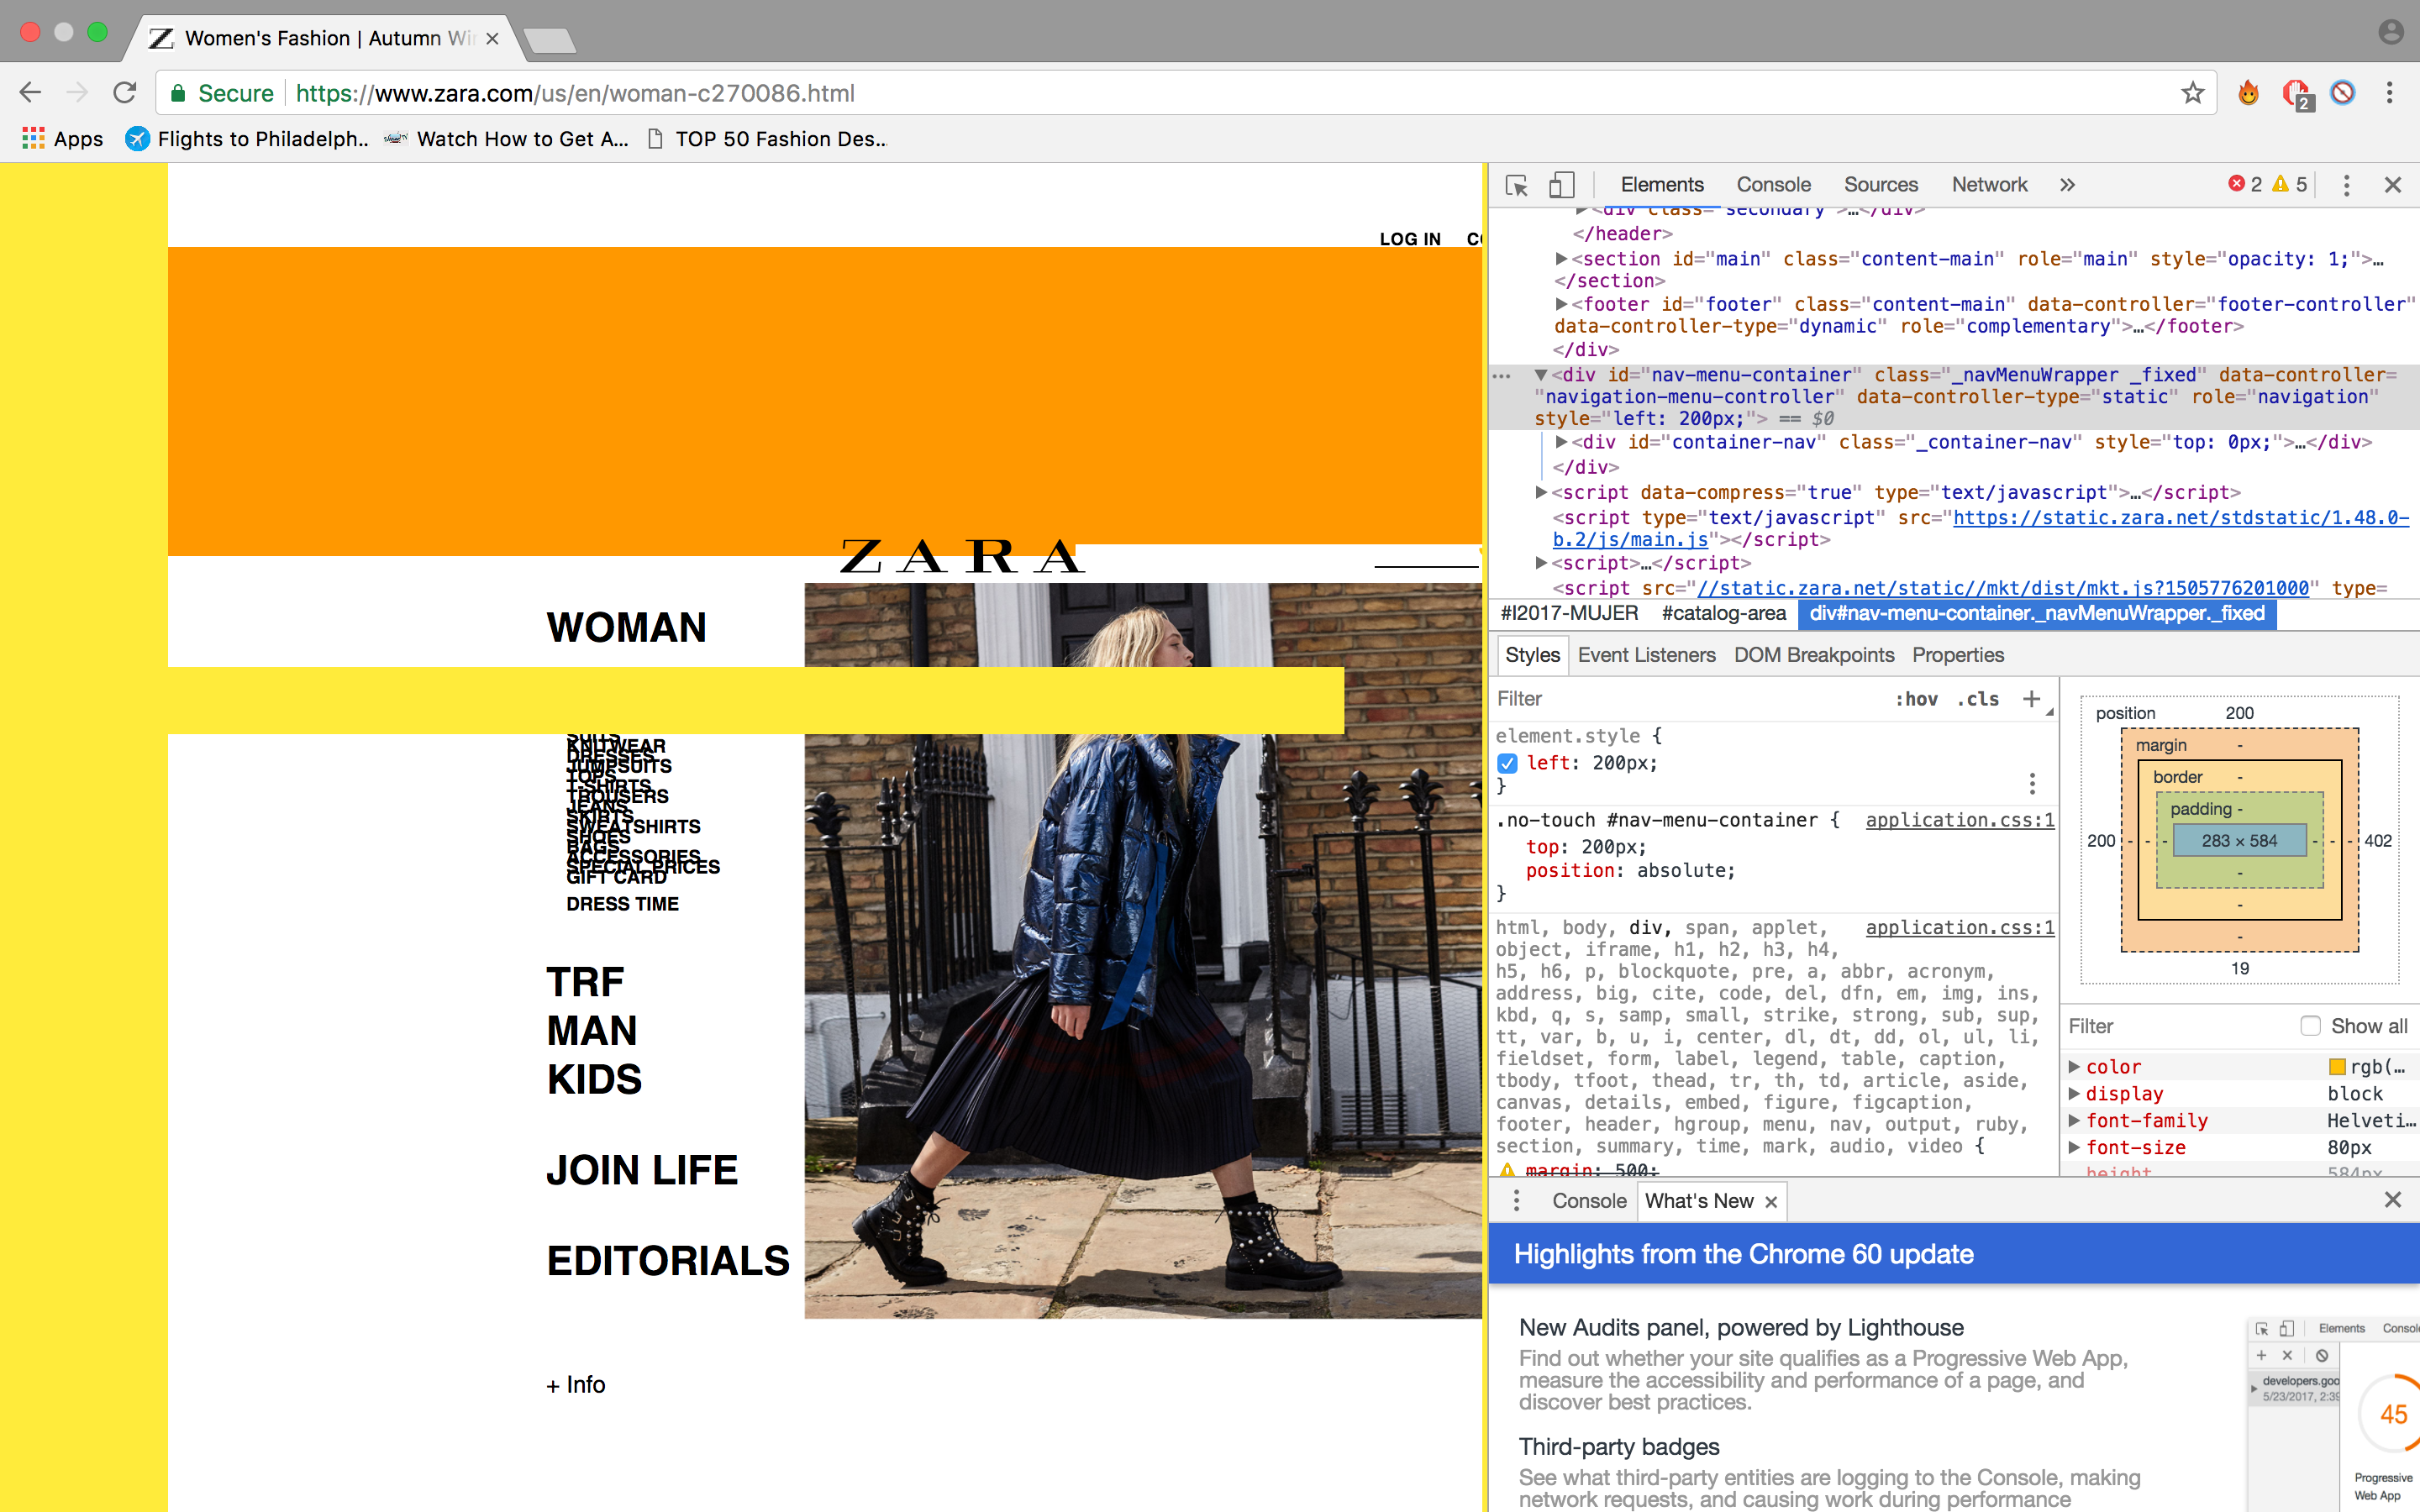 Women's Fashion | Autumn Wi
Secure https://www.zara.com/us/en/woman-c270086.html
2
Apps Flights to Philadelph.. Watch How to Get A... TOP 50 Fashion Des...
LOG IN
ZARA
WOMAN
SUITS
KNITWEAR
DRESSES
JUMPSUITS
TOPS
T-SHIRTS
TROUSERS
JEANS
SKIRTS
SWEATSHIRTS
SHOES
BAGS
ACCESSORIES
SPECIAL PRICES
GIFT CARD
DRESS TIME
TRF
MAN
KIDS
JOIN LIFE
EDITORIALS
+ Info
Elements Console Sources Network » 2 5
<div class="secondary">…</div>
</header>
<section id="main" class="content-main" role="main" style="opacity: 1;">…
</section>
<footer id="footer" class="content-main" data-controller="footer-controller"
data-controller-type="dynamic" role="complementary">…</footer>
</div>
<div id="nav-menu-container" class="_navMenuWrapper _fixed" data-controller=
"navigation-menu-controller" data-controller-type="static" role="navigation"
style="left: 200px;"> == $0
<div id="container-nav" class="_container-nav" style="top: 0px;">…</div>
</div>
<script data-compress="true" type="text/javascript">…</script>
<script type="text/javascript" src="https://static.zara.net/stdstatic/1.48.0-
b.2/js/main.js"></script>
<script>…</script>
<script src="//static.zara.net/static//mkt/dist/mkt.js?1505776201000" type=
#I2017-MUJER #catalog-area div#nav-menu-container._navMenuWrapper._fixed
Styles Event Listeners DOM Breakpoints Properties
Filter :hov .cls +
element.style {
left: 200px;
}
.no-touch #nav-menu-container { application.css:1
top: 200px;
position: absolute;
}
html, body, div, span, applet, application.css:1
object, iframe, h1, h2, h3, h4,
h5, h6, p, blockquote, pre, a, abbr, acronym,
address, big, cite, code, del, dfn, em, img, ins,
kbd, q, s, samp, small, strike, strong, sub, sup,
tt, var, b, u, i, center, dl, dt, dd, ol, ul, li,
fieldset, form, label, legend, table, caption,
tbody, tfoot, thead, tr, th, td, article, aside,
canvas, details, embed, figure, figcaption,
footer, header, hgroup, menu, nav, output, ruby,
section, summary, time, mark, audio, video {
margin: 500;
position 200
margin -
border -
padding -
200 - - - 283 × 584 - - - 402
-
-
-
19
Filter Show all
color rgb(…
display block
font-family Helveti…
font-size 80px
height 584px
Console What's New ×
Highlights from the Chrome 60 update
New Audits panel, powered by Lighthouse
Find out whether your site qualifies as a Progressive Web App,
measure the accessibility and performance of a page, and
discover best practices.
Third-party badges
See what third-party entities are logging to the Console, making
network requests, and causing work during performance
Elements Console
developers.goo
5/23/2017, 2:39
45
Progressive
Web App